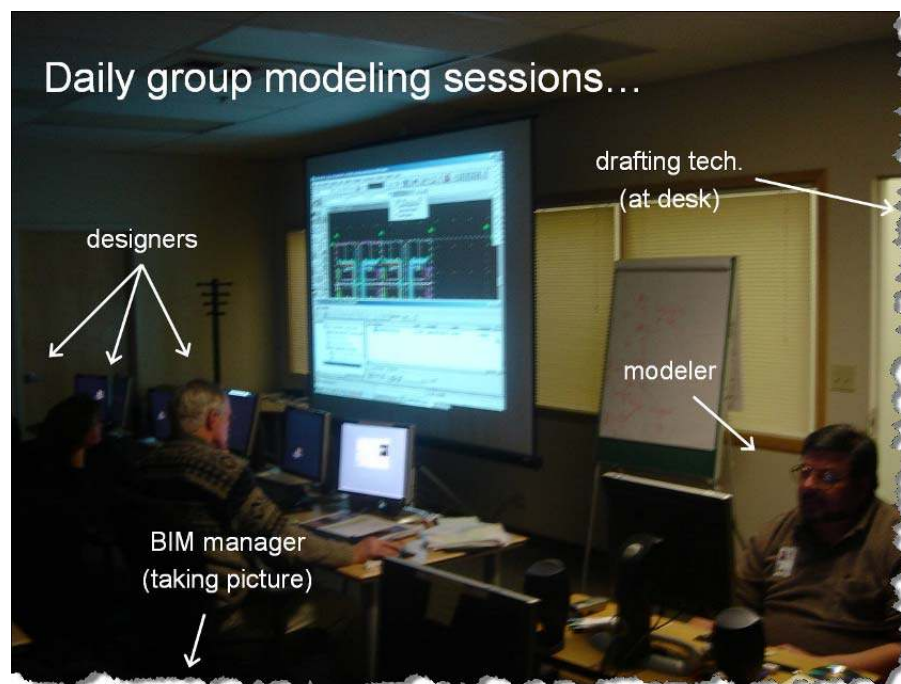 Daily group modeling sessions…
drafting tech.
(at desk)
designers
modeler
BIM manager
(taking picture)